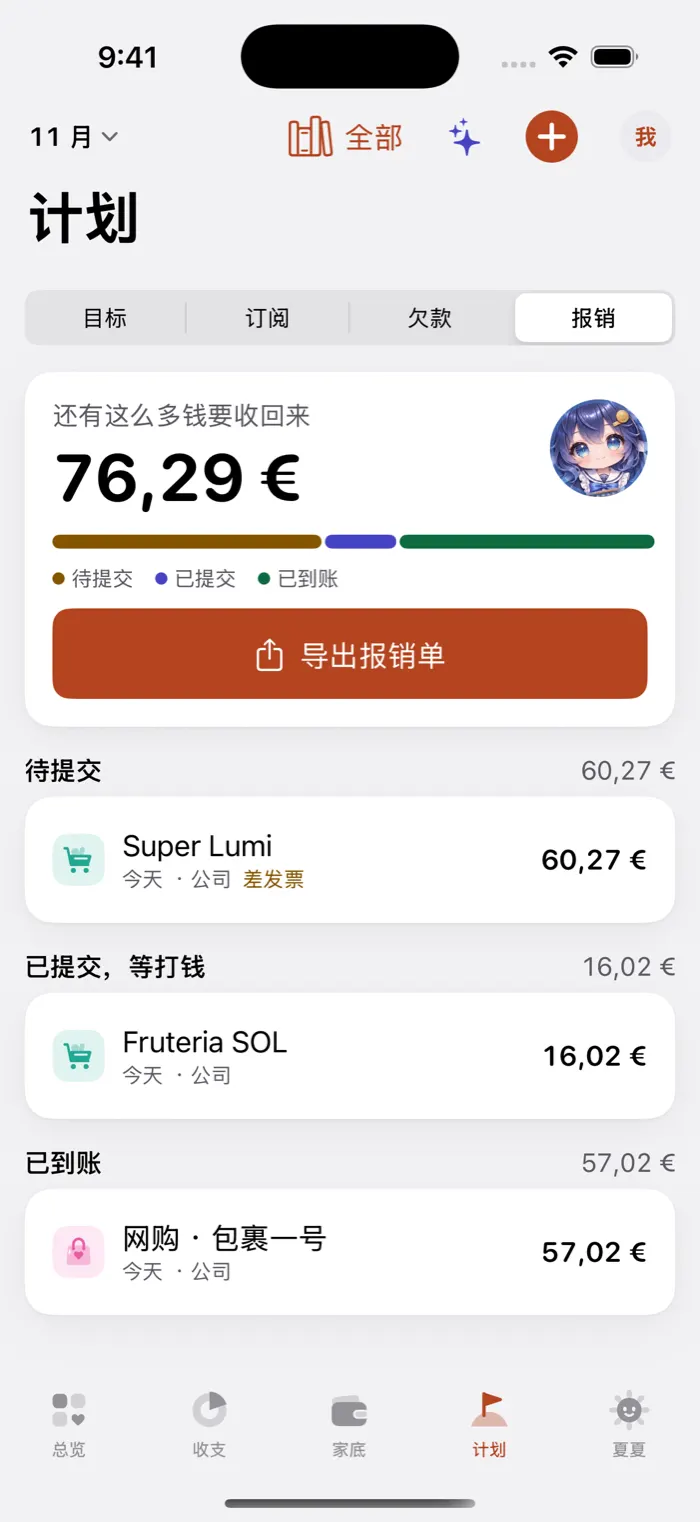 9:41
11 月
全部
我
计划
目标 订阅 欠款 报销
还有这么多钱要收回来
76,29 €
待提交 已提交 已到账
导出报销单
待提交 60,27 €
Super Lumi
60,27 €
今天 · 公司 差发票
已提交，等打钱 16,02 €
Fruteria SOL
16,02 €
今天 · 公司
已到账 57,02 €
网购 · 包裹一号
57,02 €
今天 · 公司
总览 收支 家底 计划 夏夏